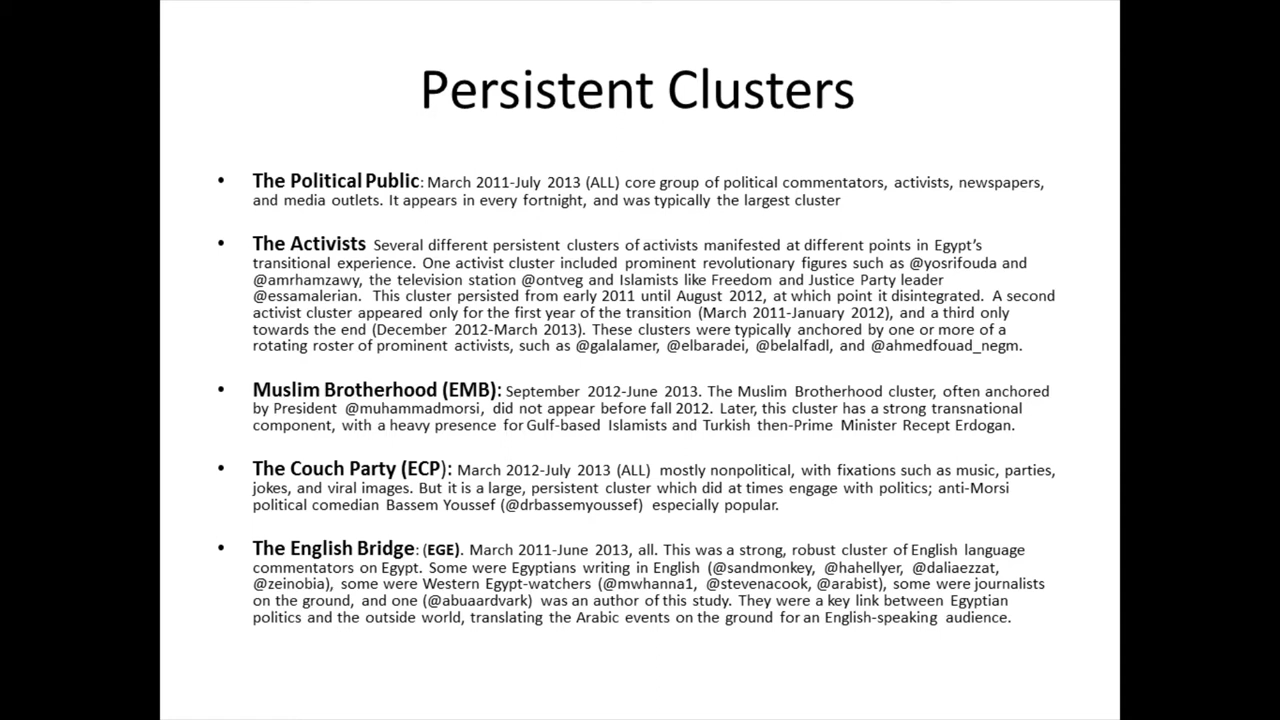 Persistent Clusters
• The Political Public: March 2011-July 2013 (ALL) core group of political commentators, activists, newspapers,
and media outlets. It appears in every fortnight, and was typically the largest cluster
• The Activists Several different persistent clusters of activists manifested at different points in Egypt's
transitional experience. One activist cluster included prominent revolutionary figures such as @yosrifouda and
@amrhamzawy, the television station @ontveg and Islamists like Freedom and Justice Party leader
@essamalerian. This cluster persisted from early 2011 until August 2012, at which point it disintegrated. A second
activist cluster appeared only for the first year of the transition (March 2011-January 2012), and a third only
towards the end (December 2012-March 2013). These clusters were typically anchored by one or more of a
rotating roster of prominent activists, such as @galalamer, @elbaradei, @belalfadl, and @ahmedfouad_negm.
• Muslim Brotherhood (EMB): September 2012-June 2013. The Muslim Brotherhood cluster, often anchored
by President @muhammadmorsi, did not appear before fall 2012. Later, this cluster has a strong transnational
component, with a heavy presence for Gulf-based Islamists and Turkish then-Prime Minister Recept Erdogan.
• The Couch Party (ECP): March 2012-July 2013 (ALL) mostly nonpolitical, with fixations such as music, parties,
jokes, and viral images. But it is a large, persistent cluster which did at times engage with politics; anti-Morsi
political comedian Bassem Youssef (@drbassemyoussef) especially popular.
• The English Bridge: (EGE). March 2011-June 2013, all. This was a strong, robust cluster of English language
commentators on Egypt. Some were Egyptians writing in English (@sandmonkey, @hahellyer, @daliaezzat,
@zeinobia), some were Western Egypt-watchers (@mwhanna1, @stevenacook, @arabist), some were journalists
on the ground, and one (@abuaardvark) was an author of this study. They were a key link between Egyptian
politics and the outside world, translating the Arabic events on the ground for an English-speaking audience.